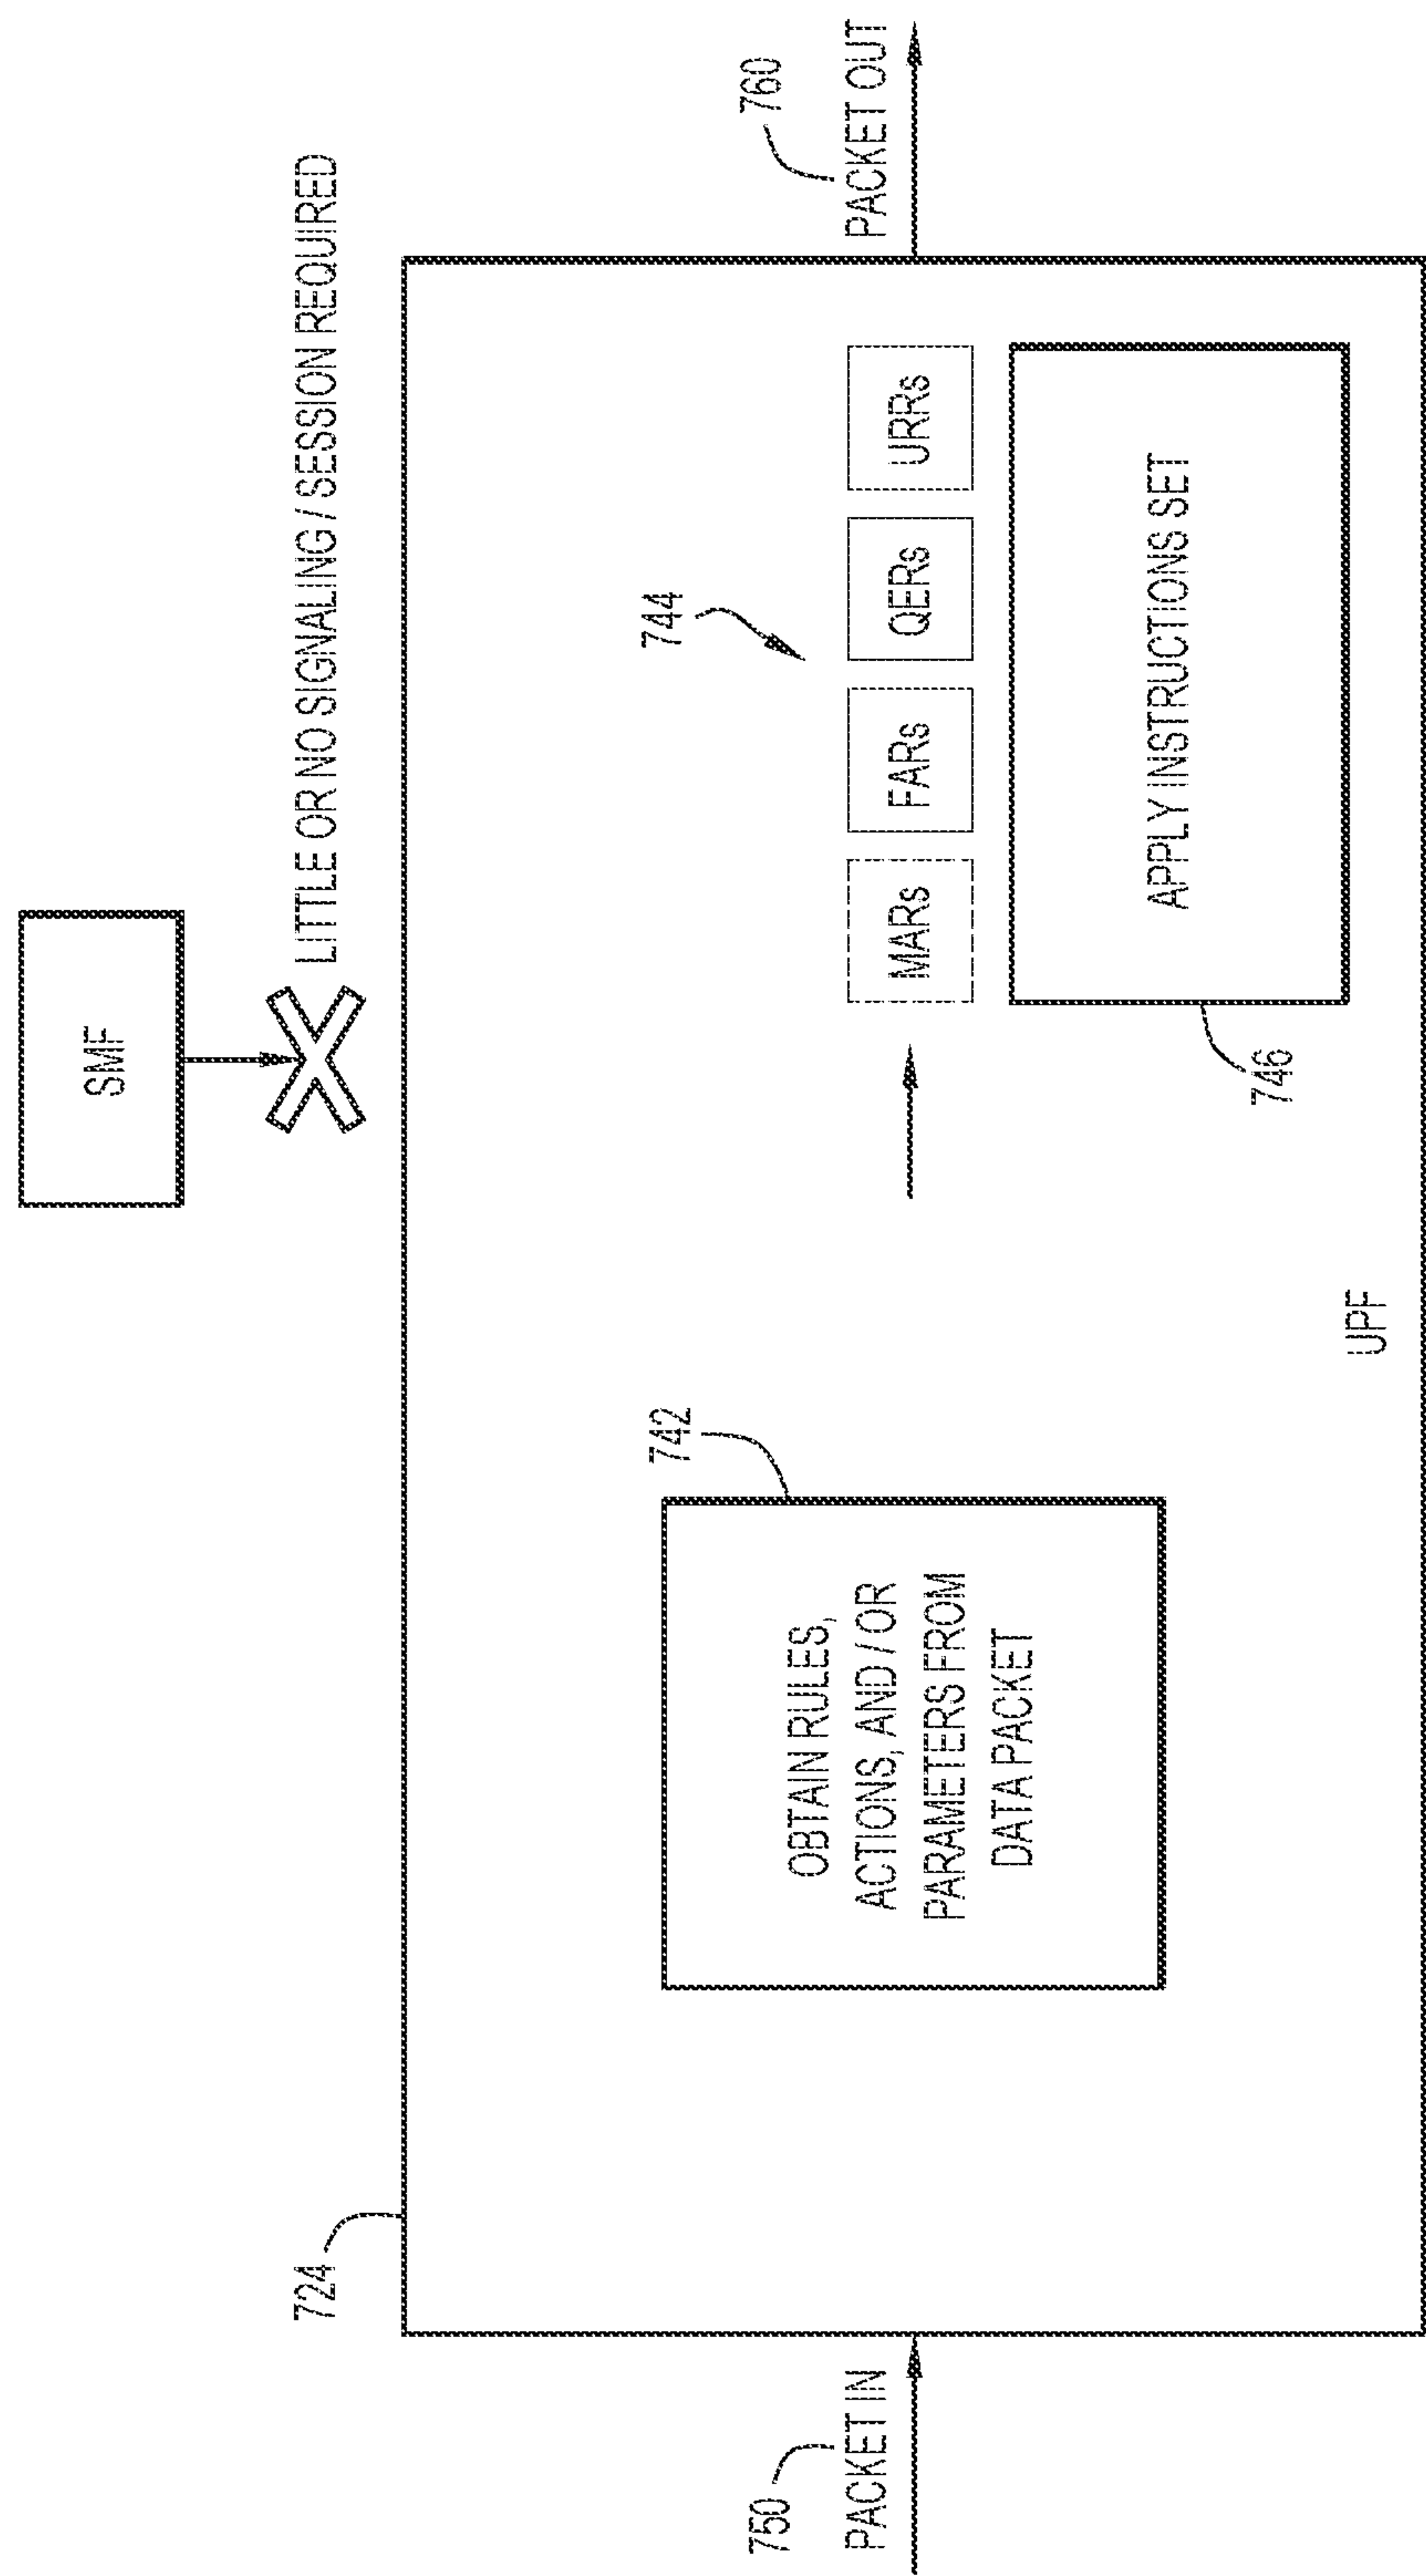 SMF
LITTLE OR NO SIGNALING / SESSION REQUIRED
724
742
744
OBTAIN RULES,
ACTIONS, AND / OR
PARAMETERS FROM
DATA PACKET
750
PACKET IN
760
PACKET OUT
MARs
FARs
QERs
URRs
APPLY INSTRUCTIONS SET
746
UPF